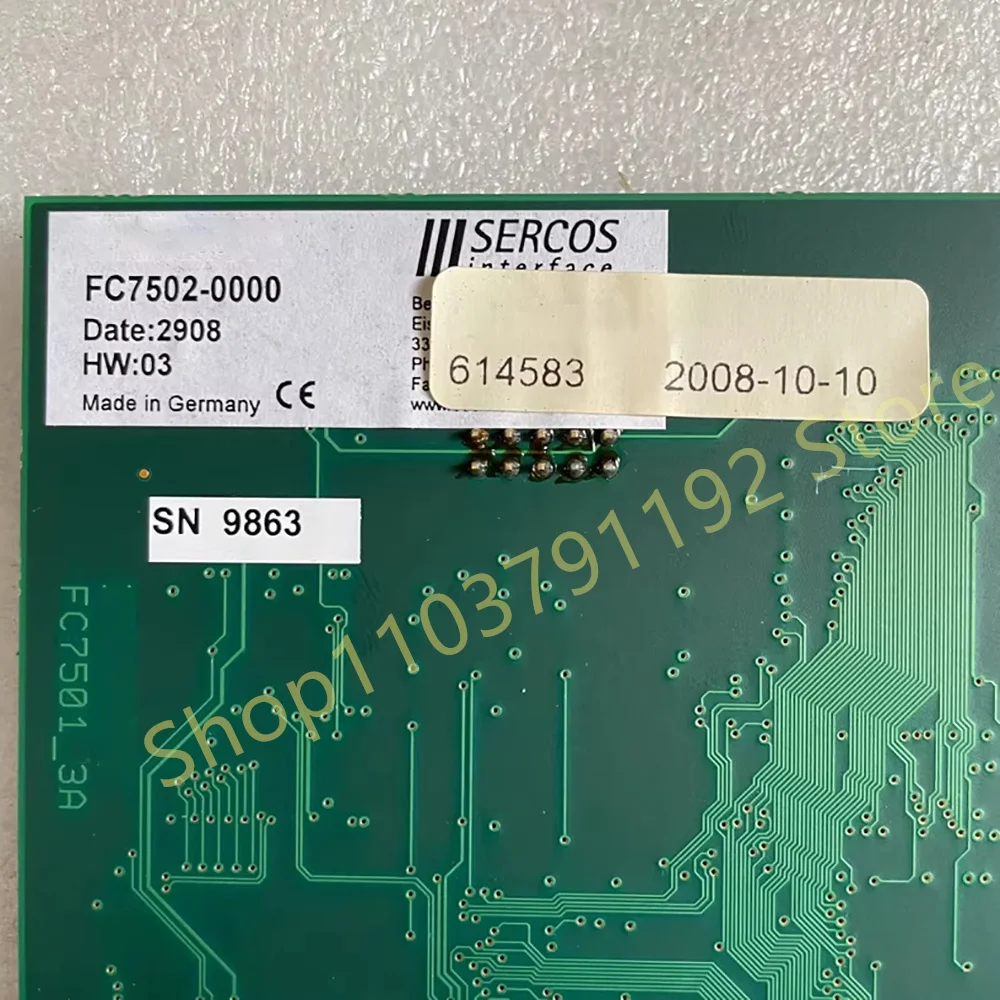 SERCOS
interface
FC7502-0000
Date:2908
HW:03
Made in Germany CE
614583 2008-10-10
SN 9863
FC7501_3A
Shop1103791192 Store